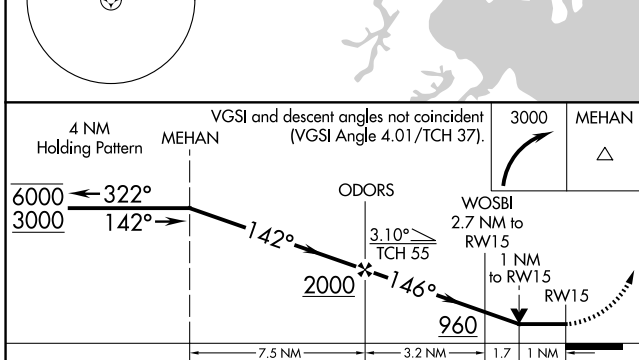 VGSI and descent angles not coincident
(VGSI Angle 4.01/TCH 37).
3000
MEHAN
4 NM
Holding Pattern
MEHAN
6000
322°
3000
142°
ODORS
WOSBI
2.7 NM to
RW15
142°
3.10°
TCH 55
1 NM
to RW15
2000
146°
RW15
960
7.5 NM
3.2 NM
1.7
1 NM